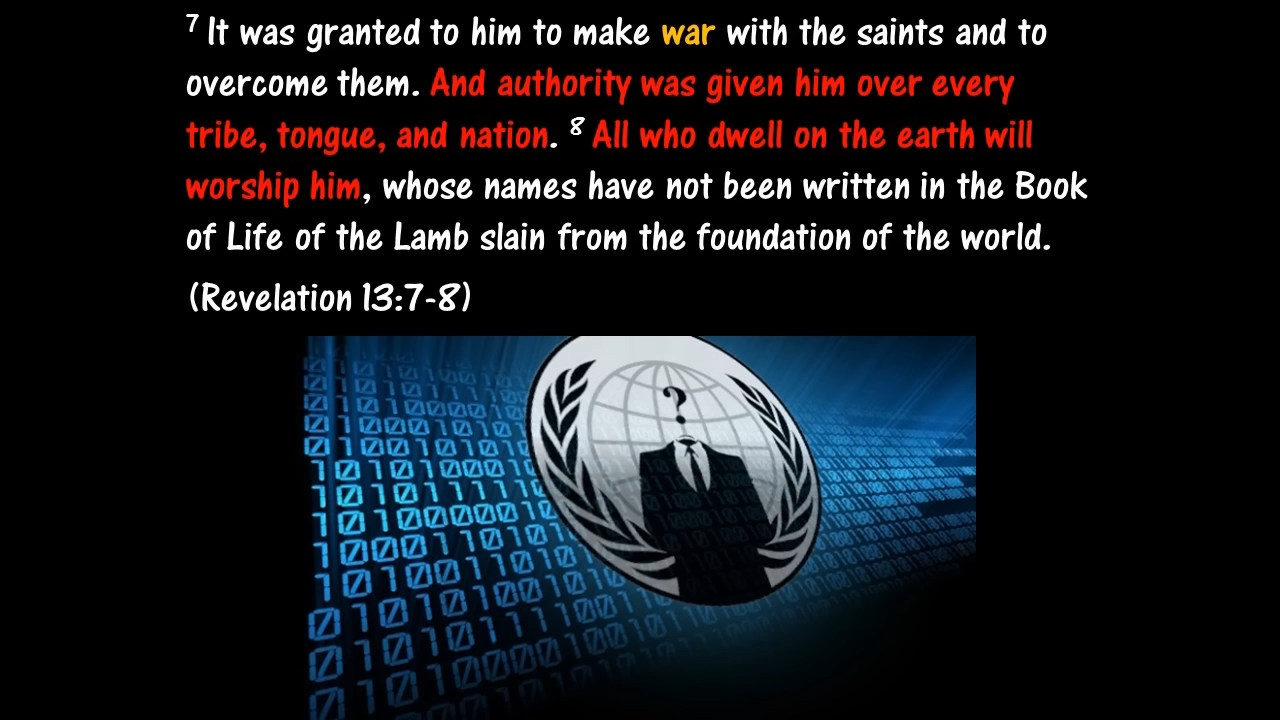 7 It was granted to him to make war with the saints and to
overcome them. And authority was given him over every
tribe, tongue, and nation. 8 All who dwell on the earth will
worship him, whose names have not been written in the Book
of Life of the Lamb slain from the foundation of the world.
(Revelation 13:7-8)
?